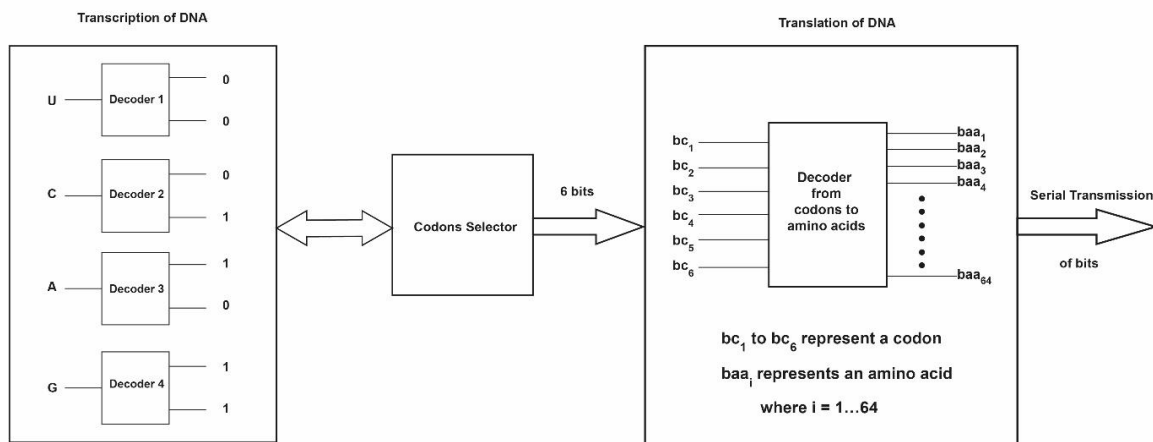 Transcription of DNA
U
Decoder 1
0
0
C
Decoder 2
0
1
A
Decoder 3
1
0
G
Decoder 4
1
1
Codons Selector
6 bits
Translation of DNA
bc1
bc2
bc3
bc4
bc5
bc6
Decoder
from
codons to
amino acids
baa1
baa2
baa3
baa4
baa64
bc1 to bc6 represent a codon
baai represents an amino acid
where i = 1...64
Serial Transmission
of bits